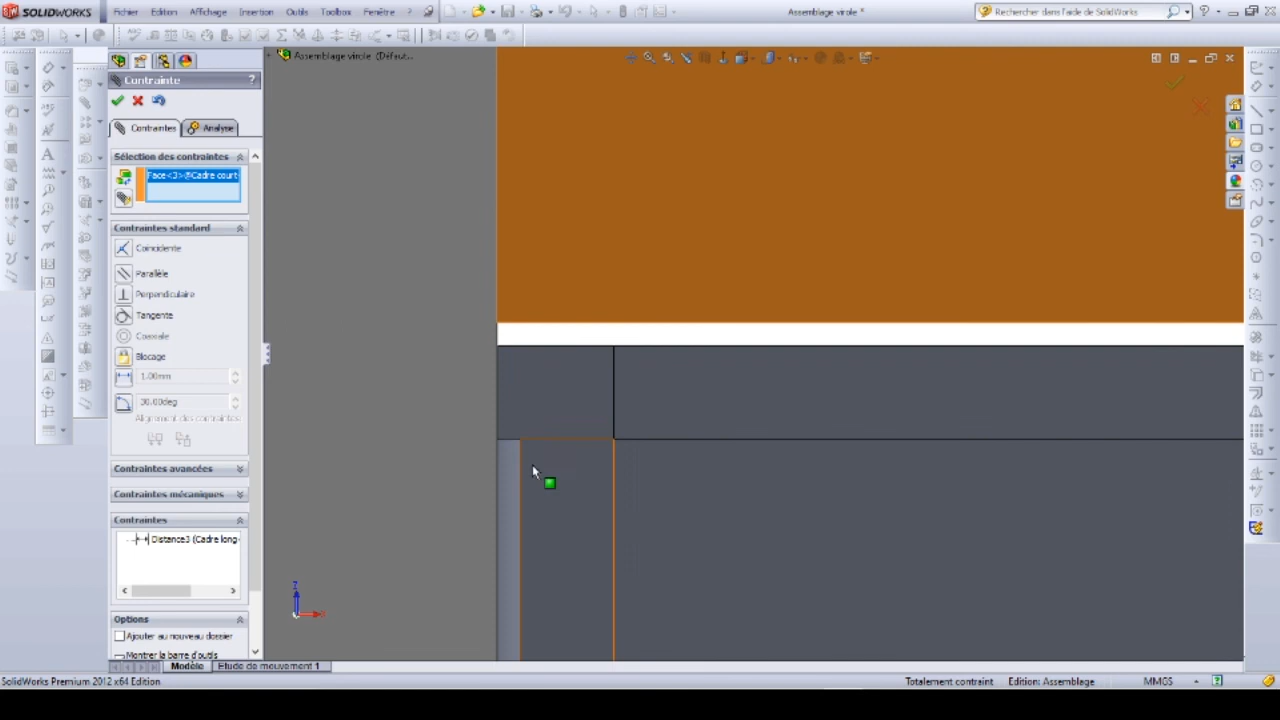 SOLIDWORKS Fichier Edition Affichage Insertion Outils Toolbox Fenêtre ? Assemblage virole * Rechercher dans l'aide de SolidWorks
Assemblage virole (Défaut...
Contrainte ?
Contraintes Analyse
Sélection des contraintes
Face<3>@Cadre court
Contraintes standard
Coïncidente
Parallèle
Perpendiculaire
Tangente
Coaxiale
Blocage
1.00mm
30.00deg
Alignement des contraintes
Contraintes avancées
Contraintes mécaniques
Contraintes
Distance3 (Cadre long
Options
Ajouter au nouveau dossier
Montrer la barre d'outils
Z
Modèle Etude de mouvement 1
SolidWorks Premium 2012 x64 Edition Totalement contraint Edition: Assemblage MMGS